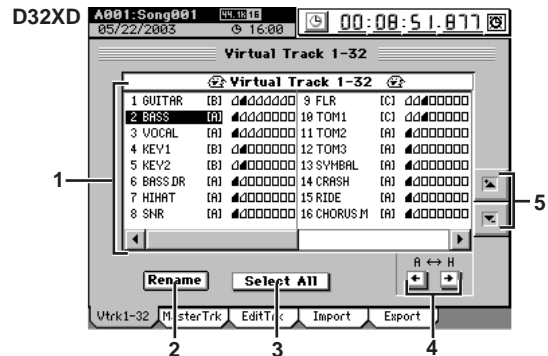 D32XD
A001:Song001 44.1k 16
05/22/2003 16:00 00:08:51.877
Virtual Track 1-32
Virtual Track 1-32
1 GUITAR [B] 9 FLR [C]
2 BASS [A] 10 TOM1 [C]
3 VOCAL [A] 11 TOM2 [A]
4 KEY1 [B] 12 TOM3 [A]
5 KEY2 [B] 13 SYMBAL [A]
6 BASS.DR [A] 14 CRASH [A]
7 HIHAT [A] 15 RIDE [A]
8 SNR [A] 16 CHORUS.M [A]
1
5
A ↔ H
Rename Select All
Vtrk1-32 MasterTrk EditTrk Import Export
2 3 4